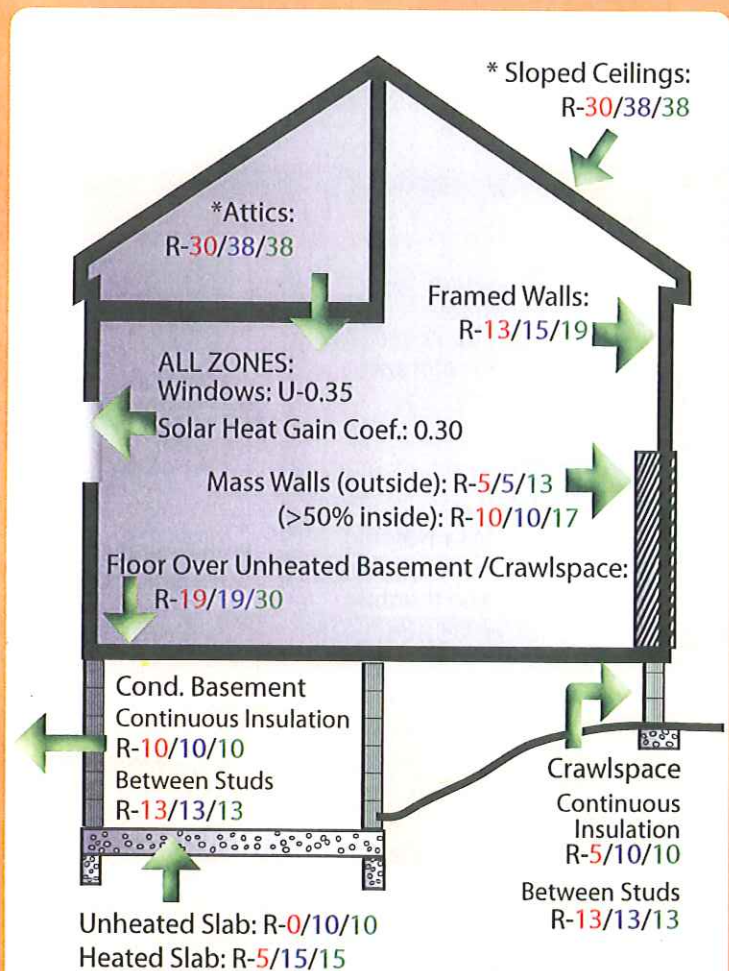 * Sloped Ceilings:
R-30/38/38
*Attics:
R-30/38/38
Framed Walls:
R-13/15/19
ALL ZONES:
Windows: U-0.35
Solar Heat Gain Coef.: 0.30
Mass Walls (outside): R-5/5/13
(>50% inside): R-10/10/17
Floor Over Unheated Basement /Crawlspace:
R-19/19/30
Cond. Basement
Continuous Insulation
R-10/10/10
Between Studs
R-13/13/13
Crawlspace
Continuous
Insulation
R-5/10/10
Between Studs
R-13/13/13
Unheated Slab: R-0/10/10
Heated Slab: R-5/15/15